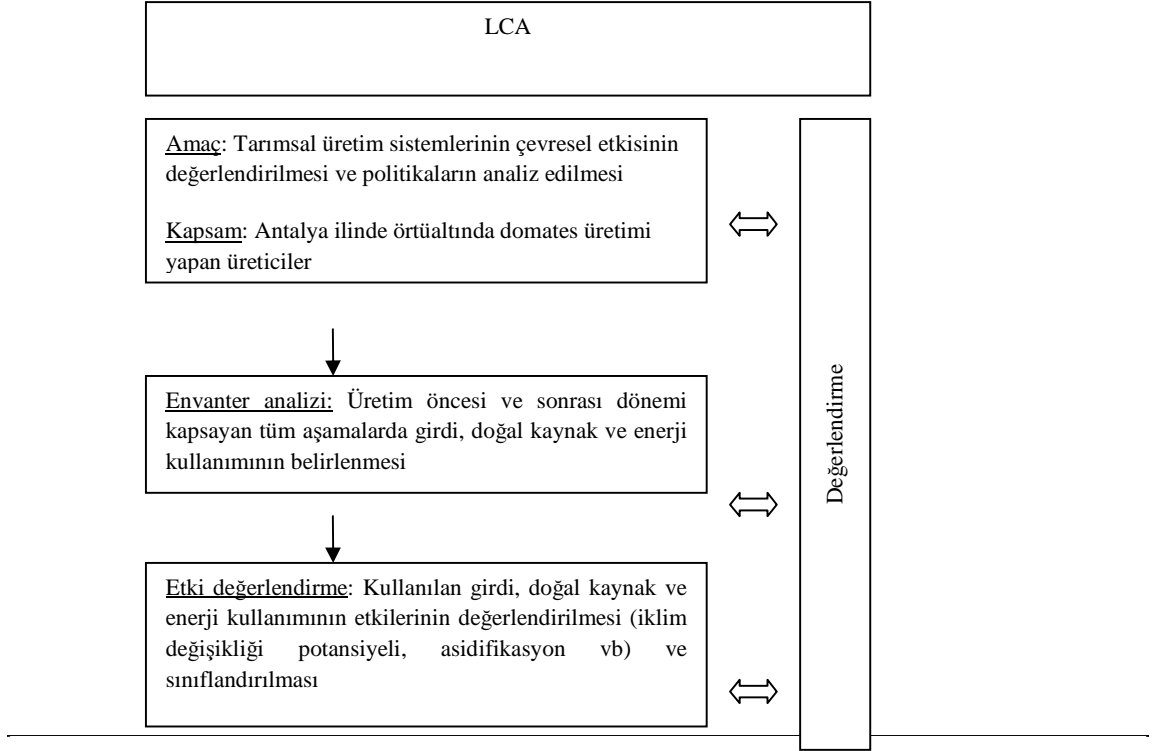 LCA
Amaç: Tarımsal üretim sistemlerinin çevresel etkisinin
değerlendirilmesi ve politikaların analiz edilmesi
Kapsam: Antalya ilinde örtüaltında domates üretimi
yapan üreticiler
Envanter analizi: Üretim öncesi ve sonrası dönemi
kapsayan tüm aşamalarda girdi, doğal kaynak ve enerji
kullanımının belirlenmesi
Etki değerlendirme: Kullanılan girdi, doğal kaynak ve
enerji kullanımının etkilerinin değerlendirilmesi (iklim
değişikliği potansiyeli, asidifikasyon vb) ve
sınıflandırılması
Değerlendirme